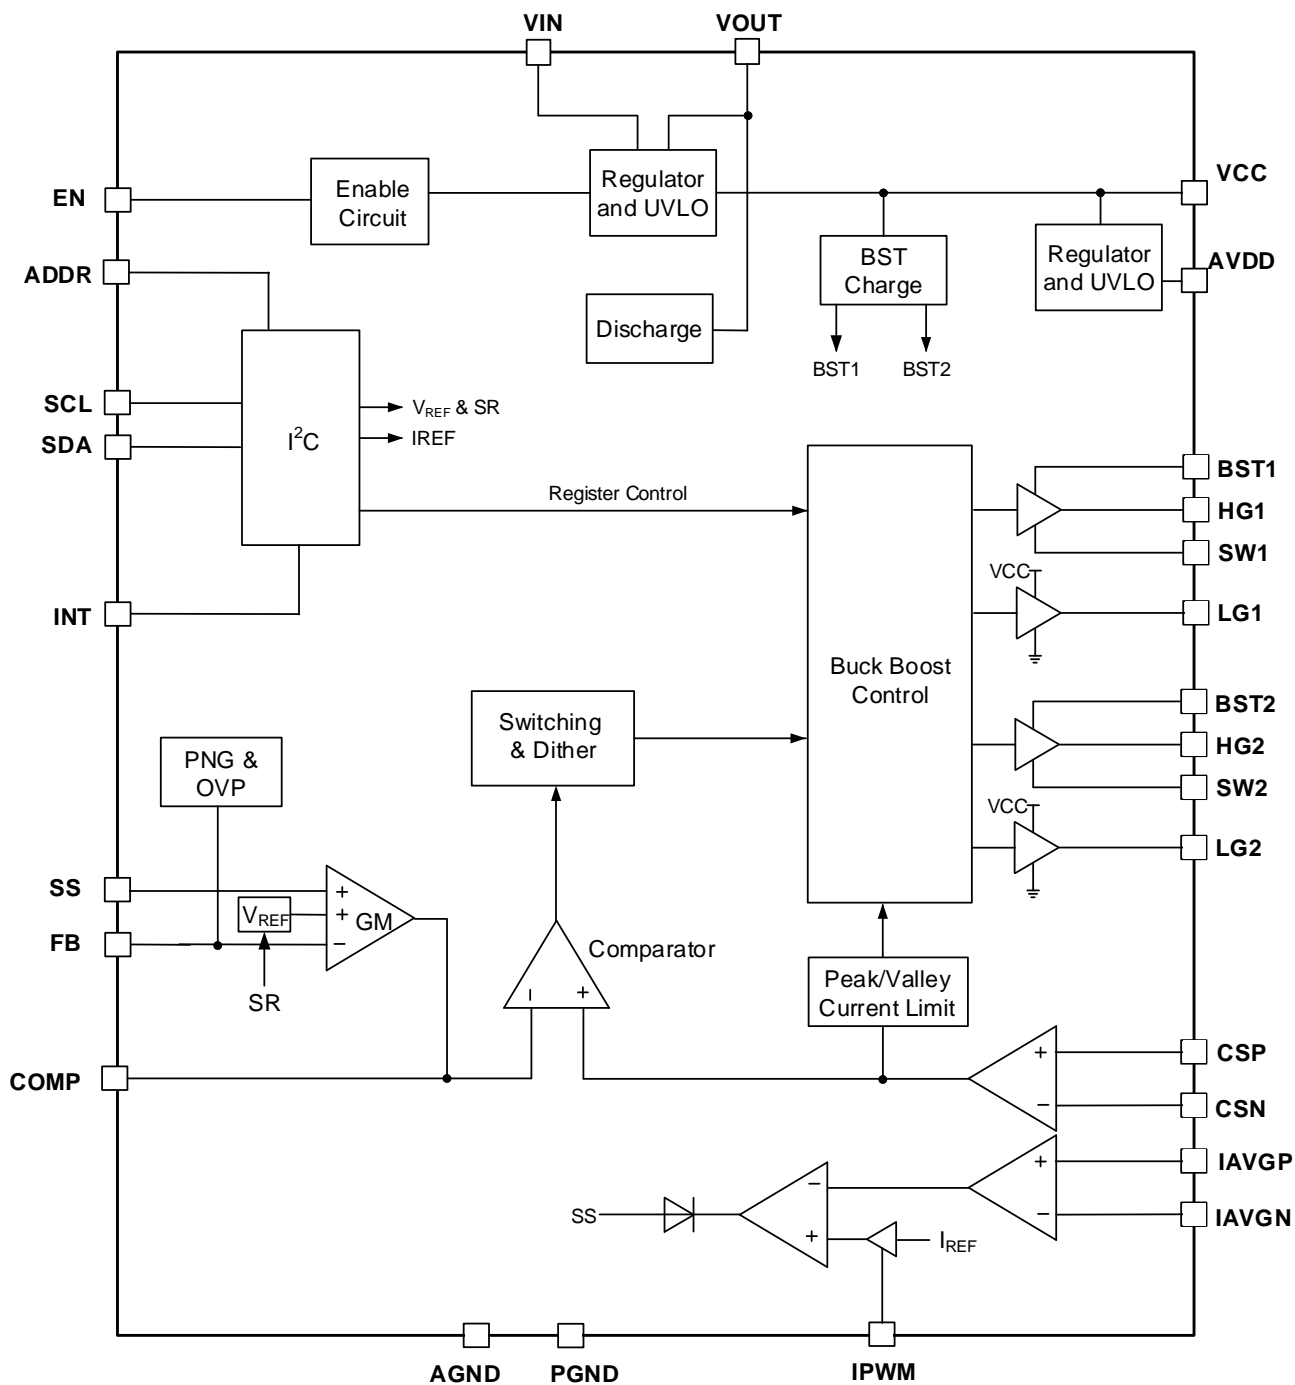 VIN
VOUT
EN
Enable
Circuit
Regulator
and UVLO
VCC
ADDR
BST
Charge
Regulator
and UVLO
AVDD
Discharge
BST1
BST2
SCL
SDA
I²C
V_REF & SR
IREF
Register Control
INT
Buck Boost
Control
BST1
HG1
SW1
VCC
LG1
Switching
& Dither
BST2
HG2
SW2
VCC
LG2
PNG &
OVP
SS
FB
V_REF
+
+
−
GM
SR
Comparator
−
+
Peak/Valley
Current Limit
COMP
+
−
CSP
CSN
+
−
IAVGP
IAVGN
SS
−
+
I_REF
AGND
PGND
IPWM